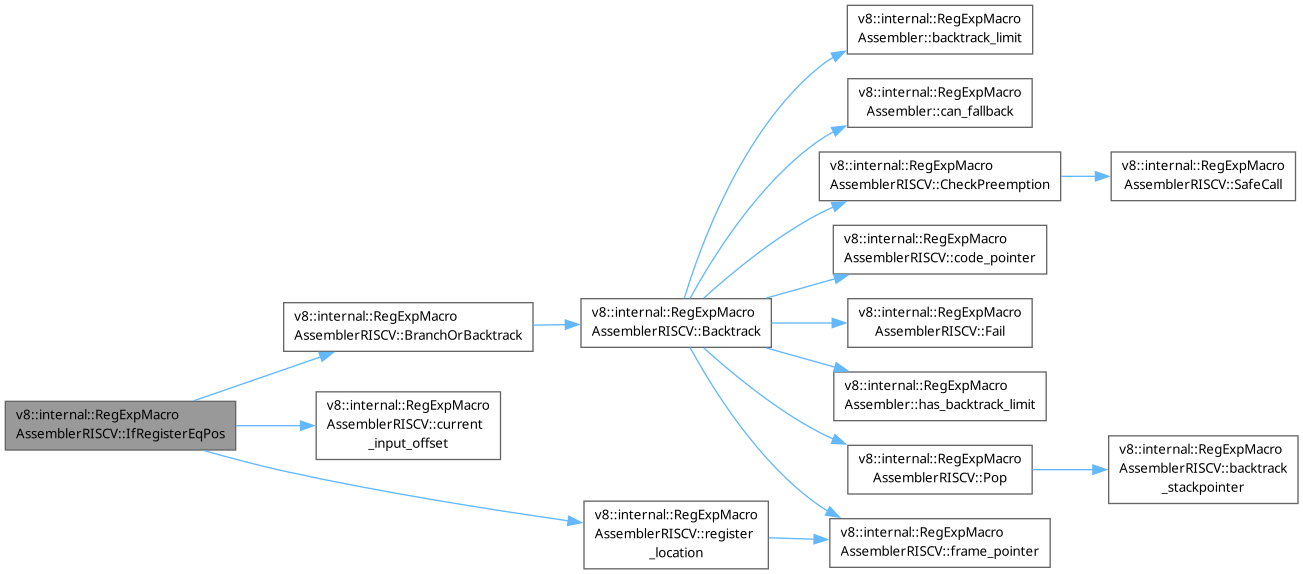 v8::internal::RegExpMacro
AssemblerRISCV::IfRegisterEqPos
v8::internal::RegExpMacro
AssemblerRISCV::BranchOrBacktrack
v8::internal::RegExpMacro
AssemblerRISCV::current
_input_offset
v8::internal::RegExpMacro
AssemblerRISCV::register
_location
v8::internal::RegExpMacro
AssemblerRISCV::Backtrack
v8::internal::RegExpMacro
Assembler::backtrack_limit
v8::internal::RegExpMacro
Assembler::can_fallback
v8::internal::RegExpMacro
AssemblerRISCV::CheckPreemption
v8::internal::RegExpMacro
AssemblerRISCV::code_pointer
v8::internal::RegExpMacro
AssemblerRISCV::Fail
v8::internal::RegExpMacro
Assembler::has_backtrack_limit
v8::internal::RegExpMacro
AssemblerRISCV::Pop
v8::internal::RegExpMacro
AssemblerRISCV::frame_pointer
v8::internal::RegExpMacro
AssemblerRISCV::SafeCall
v8::internal::RegExpMacro
AssemblerRISCV::backtrack
_stackpointer